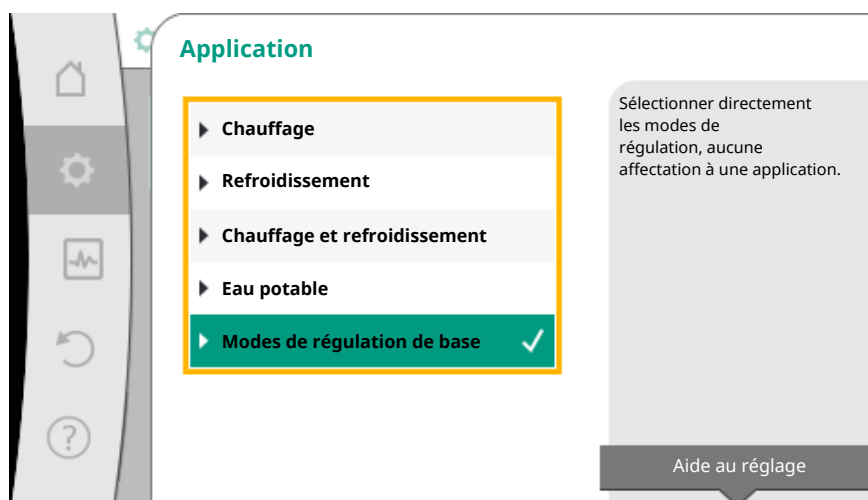 Application
Chauffage
Refroidissement
Chauffage et refroidissement
Eau potable
Modes de régulation de base
Sélectionner directement
les modes de
régulation, aucune
affectation à une application.
Aide au réglage
?